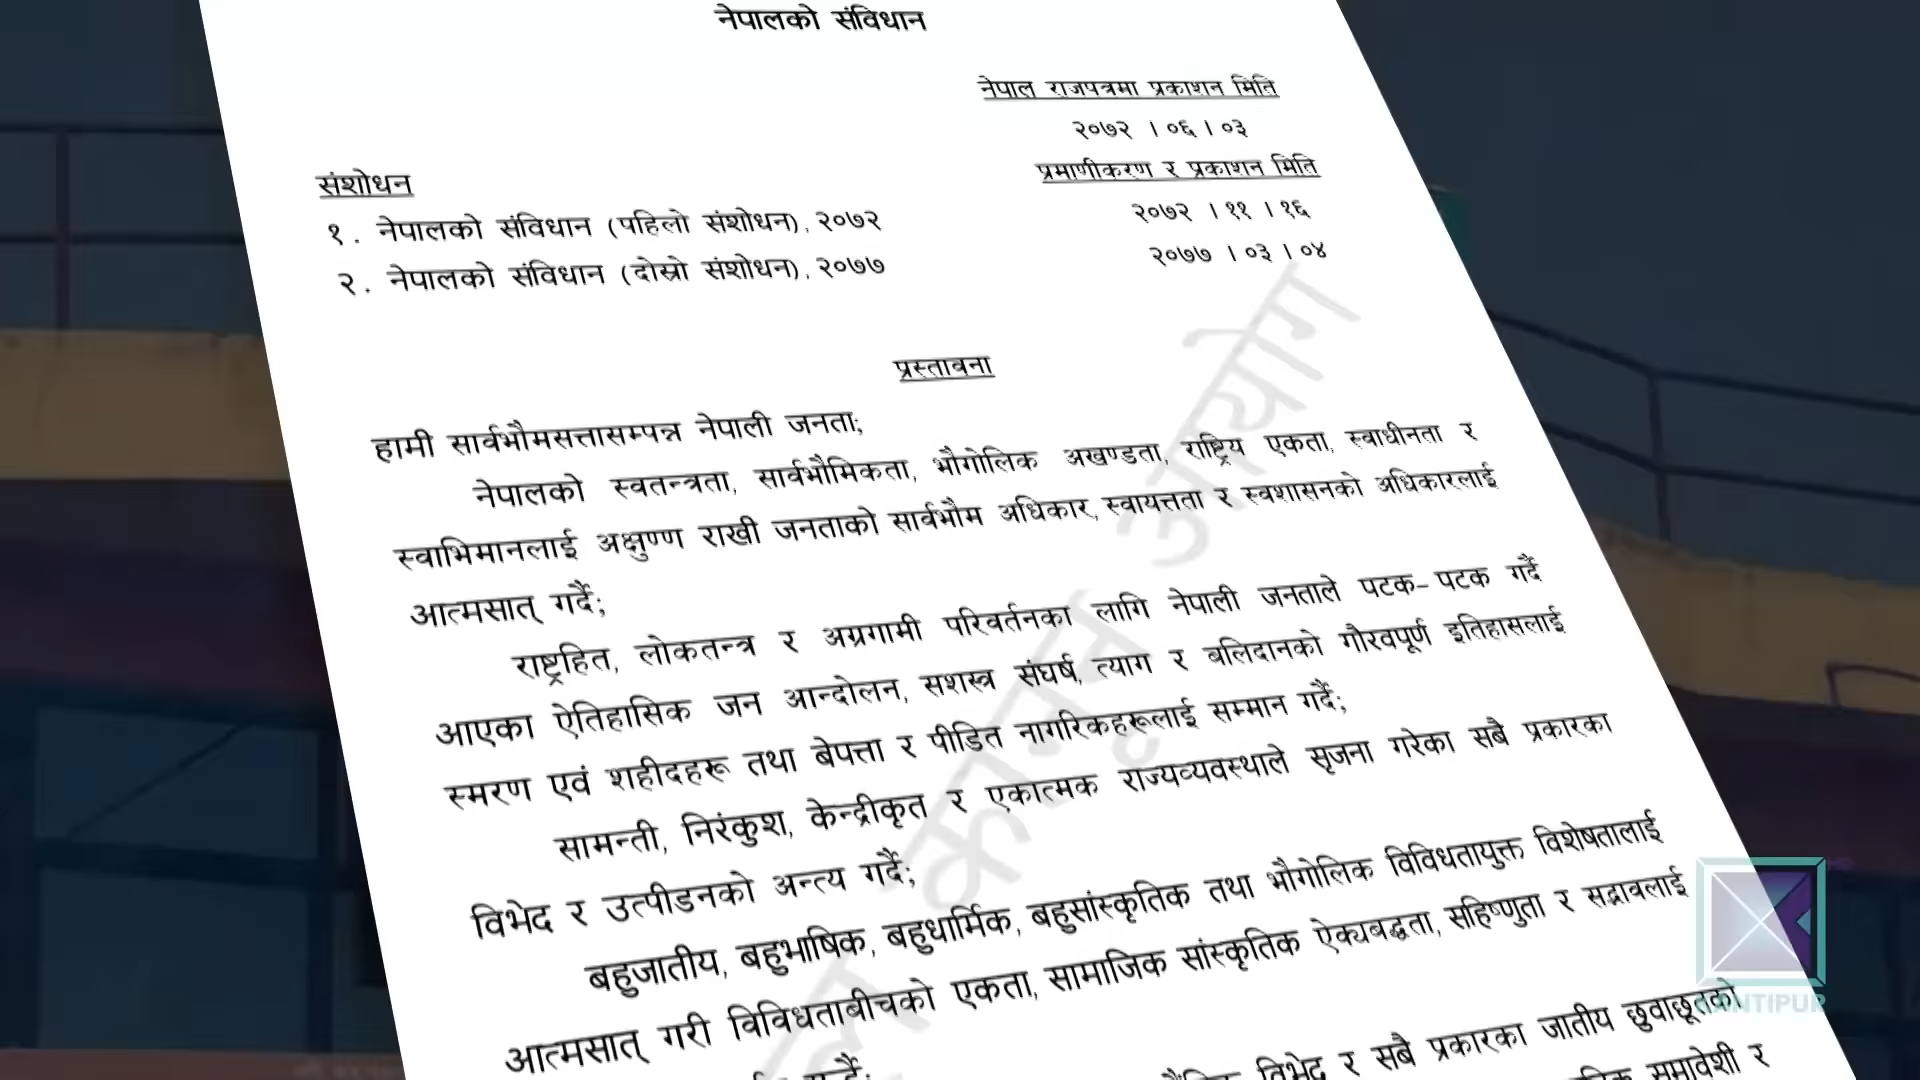 नेपालको संविधान
नेपाल राजपत्रमा प्रकाशन मिति
२०७२ । ०६ । ०३
संशोधन
प्रमाणीकरण र प्रकाशन मिति
१. नेपालको संविधान (पहिलो संशोधन), २०७२
२०७२ । ११ । १६
२. नेपालको संविधान (दोस्रो संशोधन), २०७७
२०७७ । ०३ । ०४
प्रस्तावना
हामी सार्वभौमसत्तासम्पन्न नेपाली जनता;
नेपालको स्वतन्त्रता, सार्वभौमिकता, भौगोलिक अखण्डता, राष्ट्रिय एकता, स्वाधीनता र
स्वाभिमानलाई अक्षुण्ण राखी जनताको सार्वभौम अधिकार, स्वायत्तता र स्वशासनको अधिकारलाई
आत्मसात् गर्दै;
राष्ट्रहित, लोकतन्त्र र अग्रगामी परिवर्तनका लागि नेपाली जनताले पटक–पटक गर्दै
आएका ऐतिहासिक जन आन्दोलन, सशस्त्र संघर्ष, त्याग र बलिदानको गौरवपूर्ण इतिहासलाई
स्मरण एवं शहीदहरू तथा बेपत्ता र पीडित नागरिकहरूलाई सम्मान गर्दै;
सामन्ती, निरंकुश, केन्द्रीकृत र एकात्मक राज्यव्यवस्थाले सृजना गरेका सबै प्रकारका
विभेद र उत्पीडनको अन्त्य गर्दै;
बहुजातीय, बहुभाषिक, बहुधार्मिक, बहुसांस्कृतिक तथा भौगोलिक विविधतायुक्त विशेषतालाई
आत्मसात् गरी विविधताबीचको एकता, सामाजिक सांस्कृतिक ऐक्यबद्धता, सहिष्णुता र सद्भावलाई
विभेद र सबै प्रकारका जातीय छुवाछूतको
समावेशी र
कानून आयोग
KANTIPUR